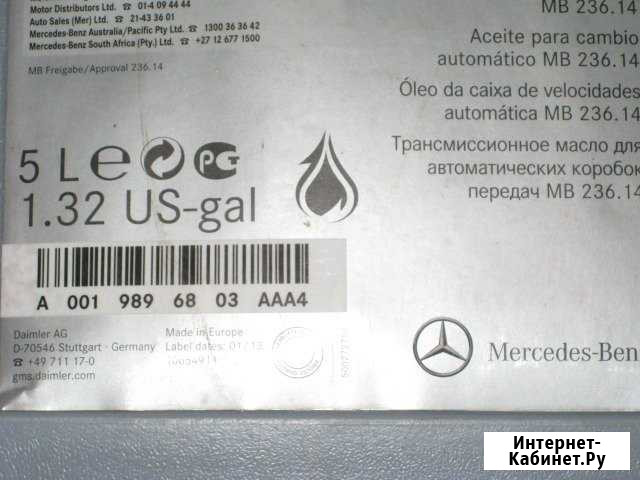 Motor Distributors Ltd. ☎ 01-4 09 44 44
Auto Sales (Mer) Ltd. ☎ 21-43 36 01
Mercedes-Benz Australia/Pacific Pty Ltd. ☎ 1300 36 36 42
Mercedes-Benz South Africa (Pty.) Ltd. ☎ +27 12 677 1500
MB Freigabe/Approval 236.14
MB 236.14
Aceite para cambio
automático MB 236.14
Óleo da caixa de velocidades
automática MB 236.14
Трансмиссионное масло для
автоматических коробок
передач MB 236.14
5 L e РСТ
1.32 US-gal
A 001 989 68 03 AAA4
Daimler AG
D-70546 Stuttgart · Germany
☎ +49 711 17-0
gms.daimler.com
Made in Europe
Label dates: 01/13
Mercedes-Ben
Интернет-
Кабинет.Ру